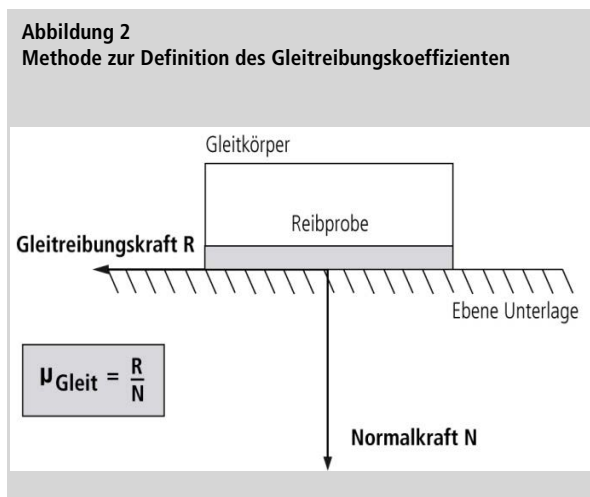 Abbildung 2
Methode zur Definition des Gleitreibungskoeffizienten
Gleitkörper
Reibprobe
Gleitreibungskraft R
Ebene Unterlage
μGleit = R/N
Normalkraft N